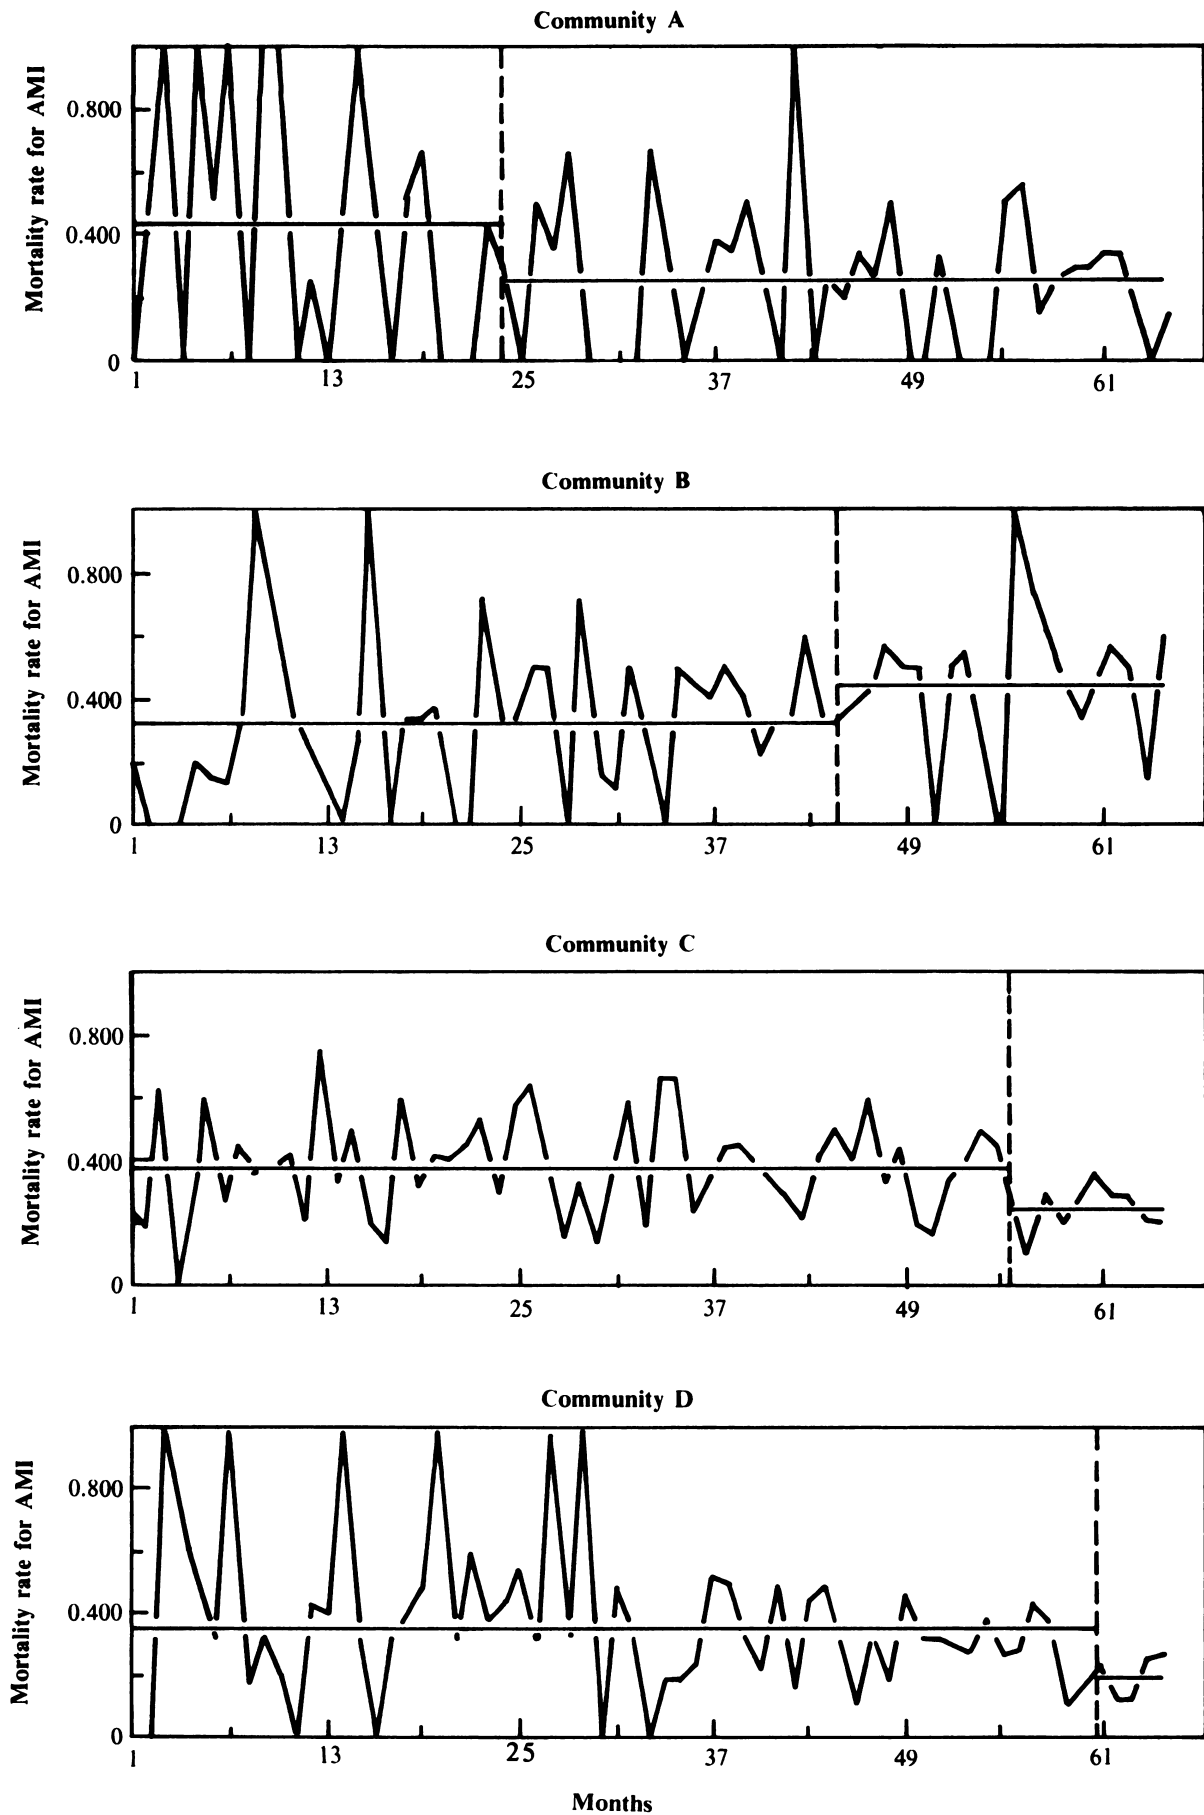 Community A
Mortality rate for AMI
0.800
0.400
0
1 13 25 37 49 61
Community B
Mortality rate for AMI
0.800
0.400
0
1 13 25 37 49 61
Community C
Mortality rate for AMI
0.800
0.400
0
1 13 25 37 49 61
Community D
Mortality rate for AMI
0.800
0.400
0
1 13 25 37 49 61
Months